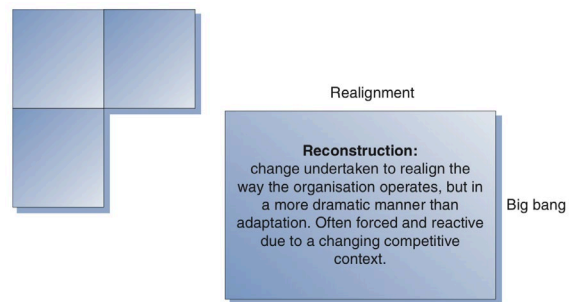 Realignment
Reconstruction:
change undertaken to realign the
way the organisation operates, but in
a more dramatic manner than
adaptation. Often forced and reactive
due to a changing competitive
context.
Big bang